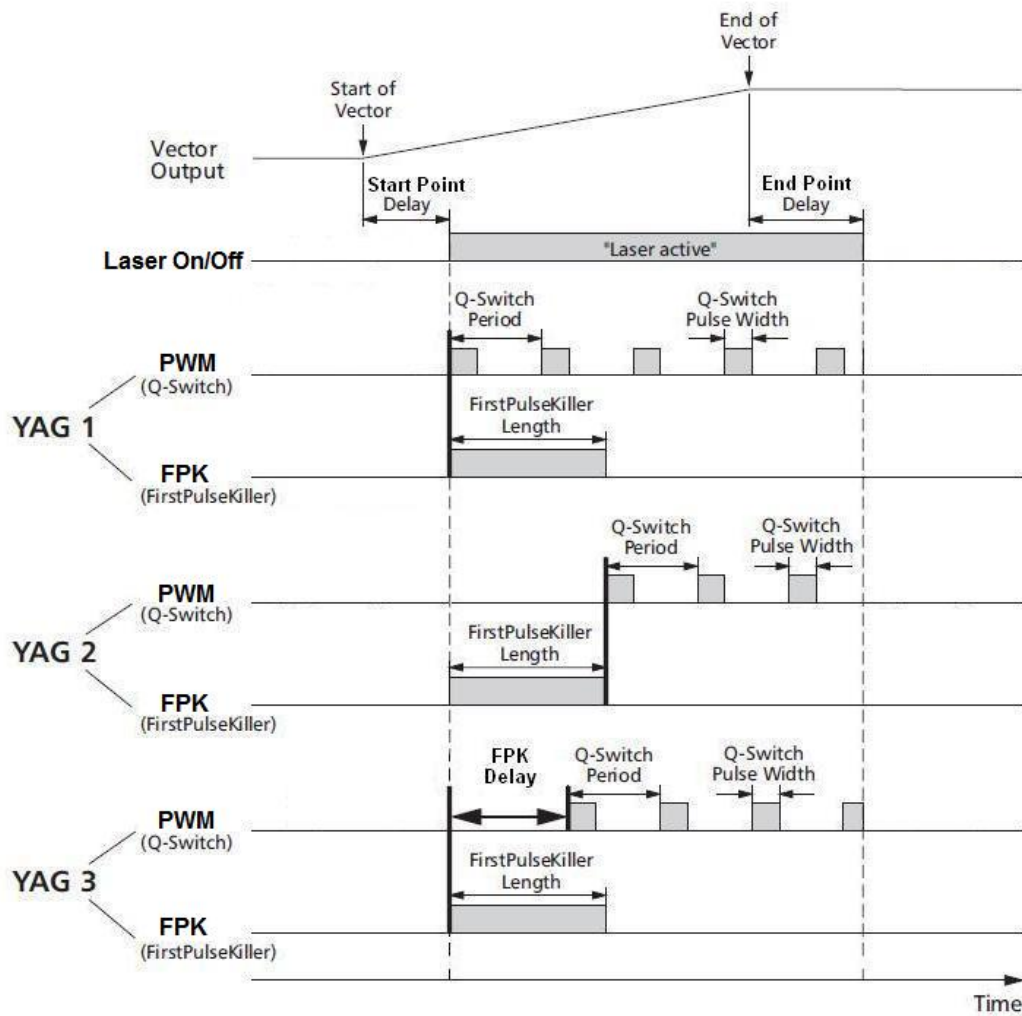 End of
Vector
Start of
Vector
Vector
Output
Start Point
Delay
End Point
Delay
Laser On/Off
"Laser active"
Q-Switch
Period
Q-Switch
Pulse Width
PWM
(Q-Switch)
YAG 1
FirstPulseKiller
Length
FPK
(FirstPulseKiller)
Q-Switch
Period
Q-Switch
Pulse Width
PWM
(Q-Switch)
YAG 2
FirstPulseKiller
Length
FPK
(FirstPulseKiller)
FPK
Delay
Q-Switch
Period
Q-Switch
Pulse Width
PWM
(Q-Switch)
YAG 3
FirstPulseKiller
Length
FPK
(FirstPulseKiller)
Time